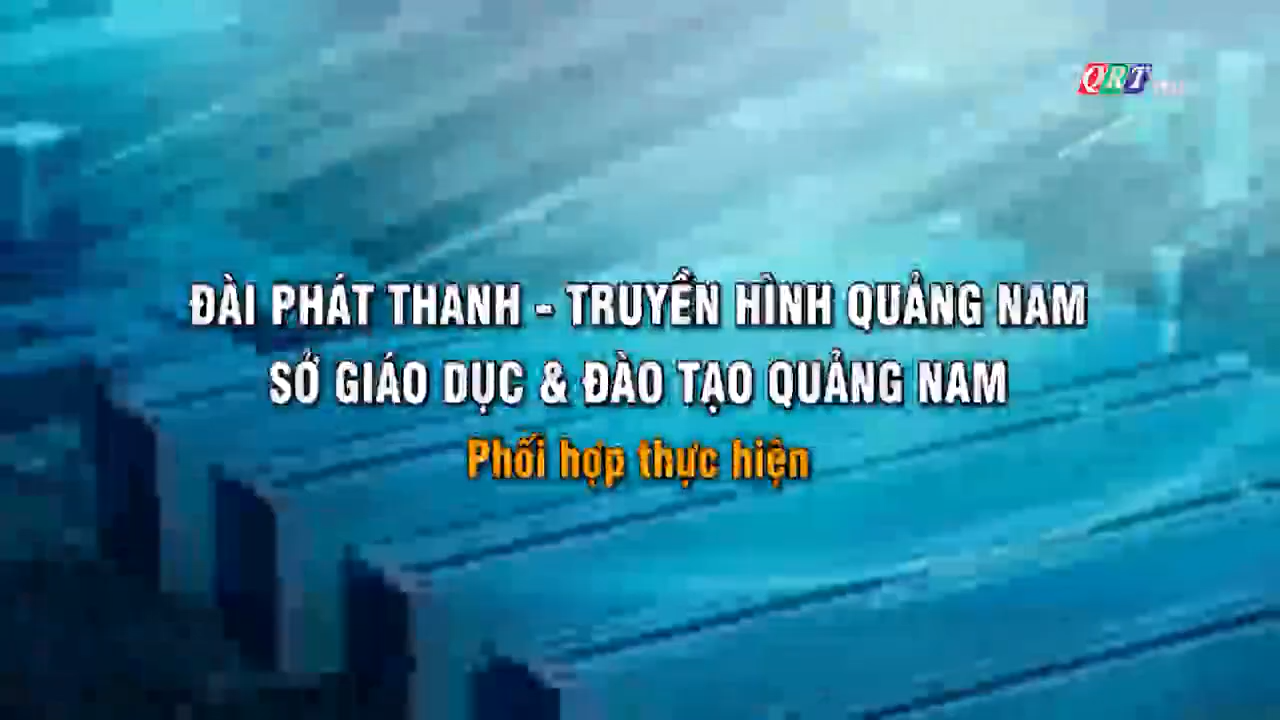 QRT
ĐÀI PHÁT THANH - TRUYỀN HÌNH QUẢNG NAM
SỞ GIÁO DỤC & ĐÀO TẠO QUẢNG NAM
Phối hợp thực hiện